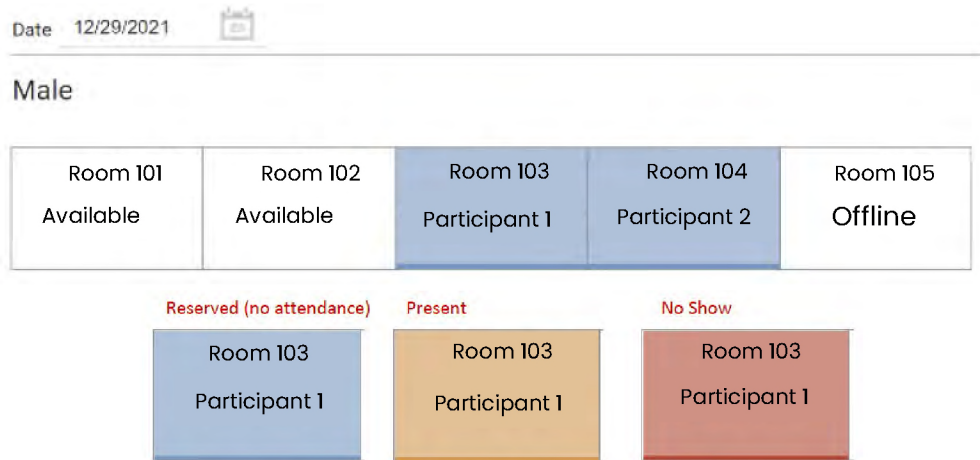 Date 12/29/2021
Male
Room 101 Room 102 Room 103 Room 104 Room 105
Available Available Participant 1 Participant 2 Offline
Reserved (no attendance) Present No Show
Room 103 Room 103 Room 103
Participant 1 Participant 1 Participant 1